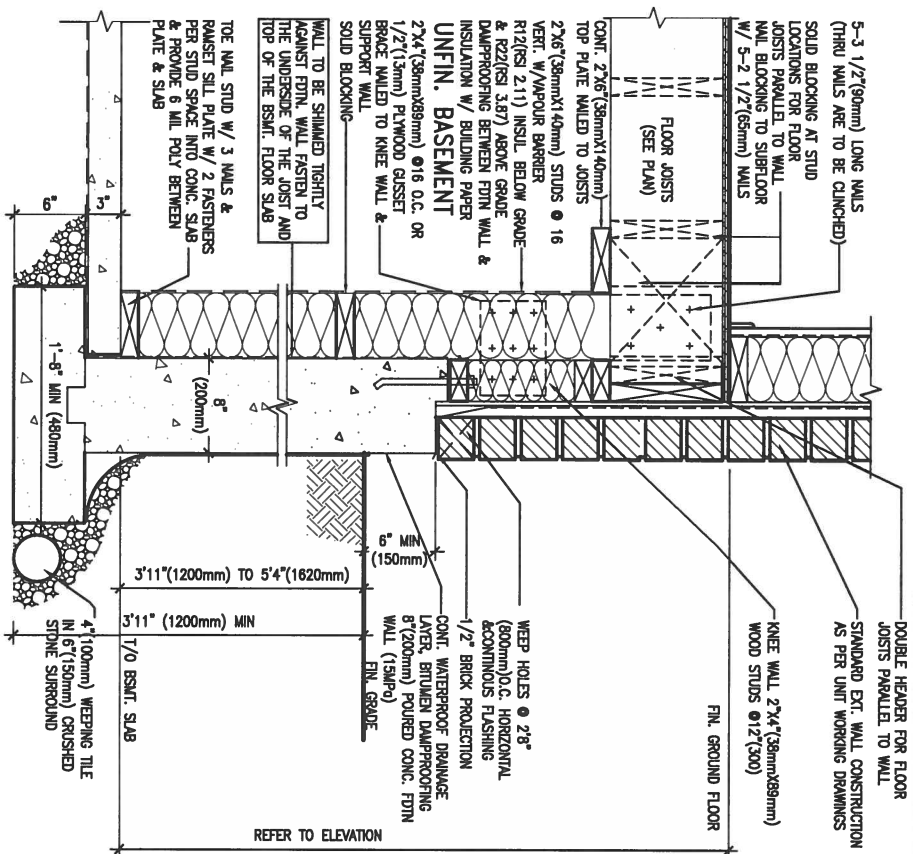 5-3 1/2"(90mm) LONG NAILS
(THRU NAILS ARE TO BE CLINCHED)
SOLID BLOCKING AT STUD
LOCATIONS FOR FLOOR
JOISTS PARALLEL TO WALL
NAIL BLOCKING TO SUBFLOOR
W/ 5-2 1/2"(65mm) NAILS
FLOOR JOISTS
(SEE PLAN)
CONT. 2"X6"(38mmX140mm)
TOP PLATE NAILED TO JOISTS
2"X6"(38mmX140mm) STUDS @ 16
VERT. W/VAPOUR BARRIER
R12(RSI 2.11) INSUL BELOW GRADE
& R22(RSI 3.87) ABOVE GRADE
DAMPROOFING BETWEEN FDTN WALL &
INSULATION W/ BUILDING PAPER
UNFIN. BASEMENT
2"X4"(38mmX89mm) @16 O.C. OR
1/2"(13mm) PLYWOOD GUSSET
BRACE NAILED TO KNEE WALL &
SUPPORT WALL
SOLID BLOCKING
WALL TO BE SHIMMED TIGHTLY
AGAINST FDTN. WALL FASTEN TO
THE UNDERSIDE OF THE JOIST AND
TOP OF THE BSMT. FLOOR SLAB
TOE NAIL STUD W/ 3 NAILS &
RAMSET SILL PLATE W/ 2 FASTENERS
PER STUD SPACE INTO CONC. SLAB
& PROVIDE 6 MIL POLY BETWEEN
PLATE & SLAB
6"
3"
1'-8" MIN (480mm)
8"
(200mm)
6" MIN
(150mm)
3'11"(1200mm) TO 5'4"(1620mm)
3'11" (1200mm) MIN
REFER TO ELEVATION
DOUBLE HEADER FOR FLOOR
JOISTS PARALLEL TO WALL
STANDARD EXT. WALL CONSTRUCTION
AS PER UNIT WORKING DRAWINGS
KNEE WALL 2"X4"(38mmX89mm)
WOOD STUDS @12"(300)
FIN. GROUND FLOOR
WEEP HOLES @ 2'8"
(800mm)O.C. HORIZONTAL
&CONTINOUS FLASHING
1/2" BRICK PROJECTION
CONT. WATERPROOF DRAINAGE
LAYER, BITUMEN DAMPPROOFING
8"(200mm) POURED CONC. FDTN
WALL (15MPa)
FIN. GRADE
T/O BSMT. SLAB
4"(100mm) WEEPING TILE
IN 6"(150mm) CRUSHED
STONE SURROUND